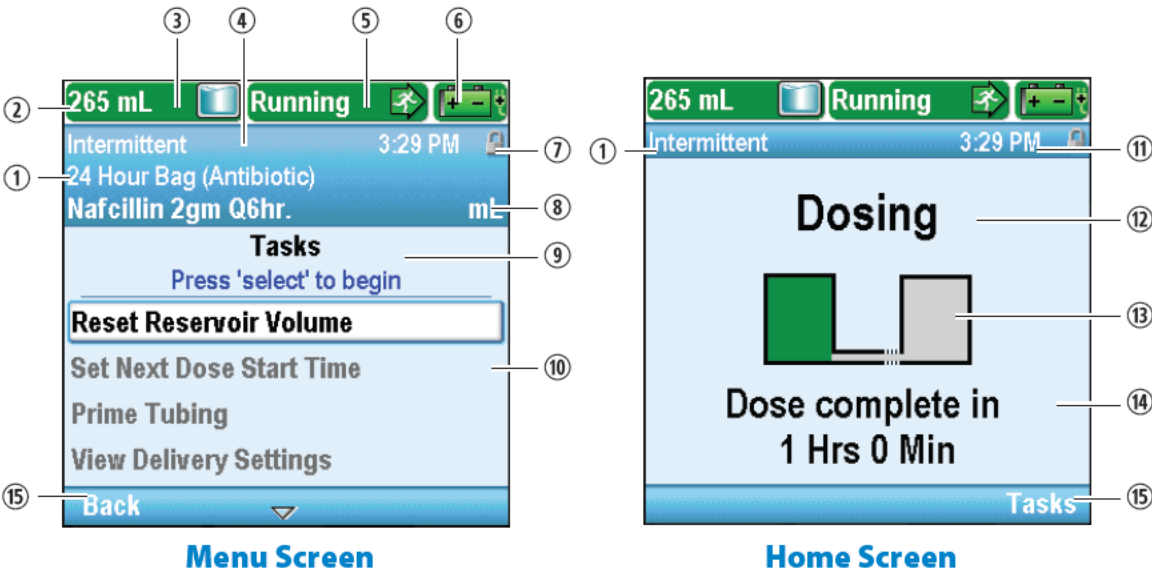 ③ ④ ⑤ ⑥
② 265 mL Running
Intermittent 3:29 PM ⑦
① 24 Hour Bag (Antibiotic)
Nafcillin 2gm Q6hr. mL ⑧
Tasks ⑨
Press 'select' to begin
Reset Reservoir Volume
Set Next Dose Start Time ⑩
Prime Tubing
View Delivery Settings
⑮ Back
Menu Screen
265 mL Running
① Intermittent 3:29 PM ⑪
Dosing ⑫
⑬
Dose complete in ⑭
1 Hrs 0 Min
Tasks ⑮
Home Screen